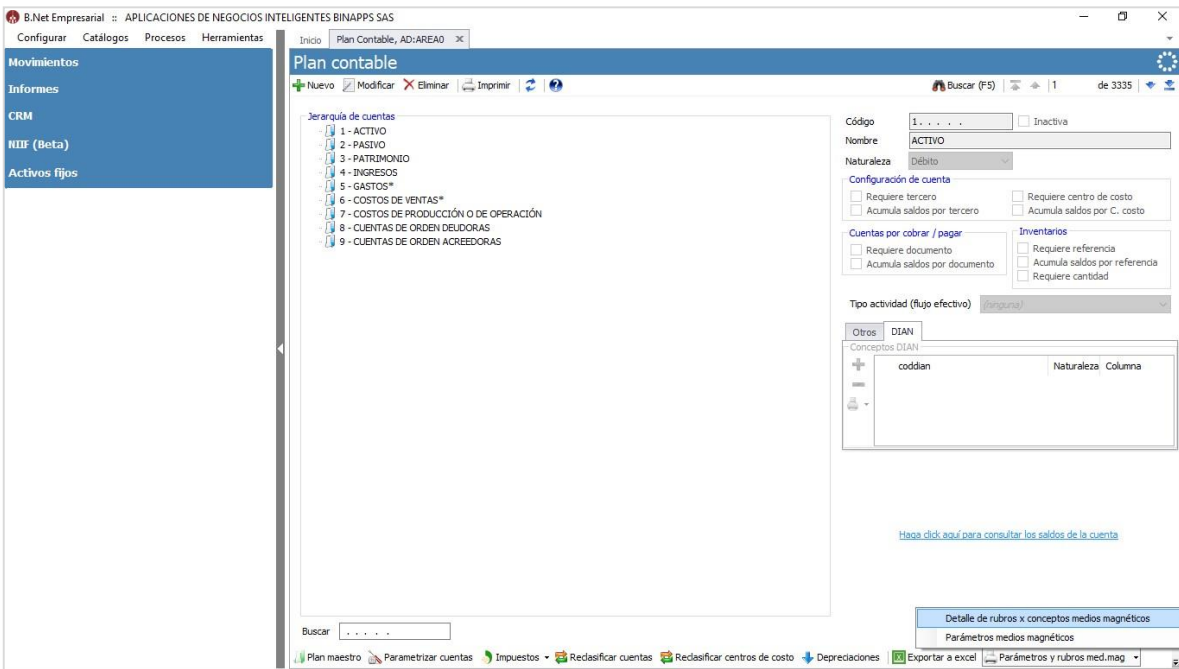 B.Net Empresarial :: APLICACIONES DE NEGOCIOS INTELIGENTES BINAPPS SAS
Configurar Catálogos Procesos Herramientas
Inicio Plan Contable, AD:AREA0
Movimientos
Informes
CRM
NIIF (Beta)
Activos fijos
Plan contable
Nuevo Modificar Eliminar Imprimir Buscar (F5) 1 de 3335
Jerarquía de cuentas
1 - ACTIVO
2 - PASIVO
3 - PATRIMONIO
4 - INGRESOS
5 - GASTOS*
6 - COSTOS DE VENTAS*
7 - COSTOS DE PRODUCCIÓN O DE OPERACIÓN
8 - CUENTAS DE ORDEN DEUDORAS
9 - CUENTAS DE ORDEN ACREEDORAS
Código 1. . . . . Inactiva
Nombre ACTIVO
Naturaleza Débito
Configuración de cuenta
Requiere tercero Requiere centro de costo
Acumula saldos por tercero Acumula saldos por C. costo
Cuentas por cobrar / pagar
Requiere documento
Acumula saldos por documento
Inventarios
Requiere referencia
Acumula saldos por referencia
Requiere cantidad
Tipo actividad (flujo efectivo) (ninguna)
Otros DIAN
Conceptos DIAN
coddian Naturaleza Columna
Haga click aquí para consultar los saldos de la cuenta
Detalle de rubros x conceptos medios magnéticos
Parámetros medios magnéticos
Buscar . . . . .
Plan maestro Parametrizar cuentas Impuestos Reclasificar cuentas Reclasificar centros de costo Depreciaciones Exportar a excel Parámetros y rubros med.mag